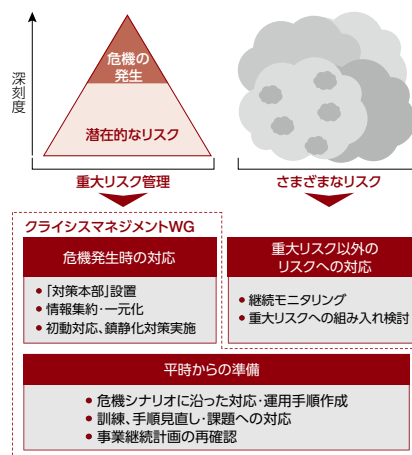 深刻度
危機の
発生
潜在的なリスク
重大リスク管理
さまざまなリスク
クライシスマネジメントWG
危機発生時の対応
● 「対策本部」設置
● 情報集約・一元化
● 初動対応、鎮静化対策実施
重大リスク以外の
リスクへの対応
● 継続モニタリング
● 重大リスクへの組み入れ検討
平時からの準備
● 危機シナリオに沿った対応・運用手順作成
● 訓練、手順見直し・課題への対応
● 事業継続計画の再確認